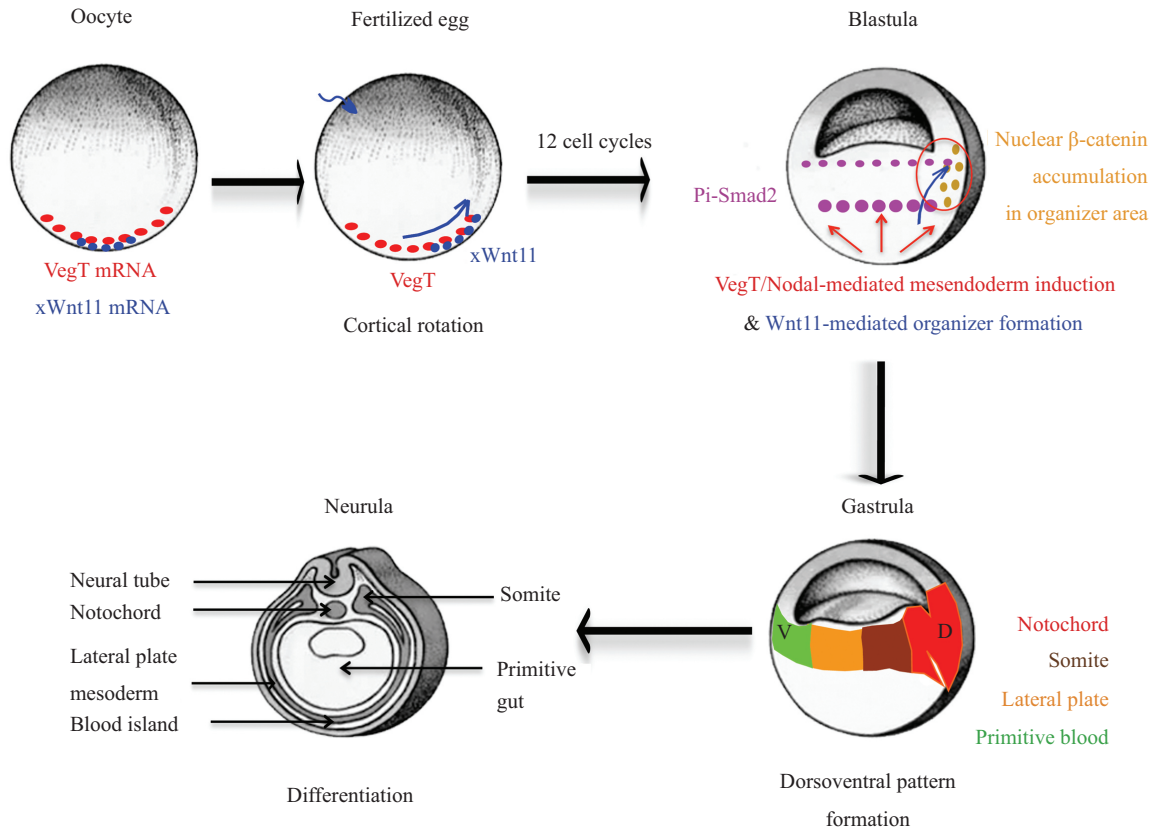 Oocyte
VegT mRNA
xWnt11 mRNA
Fertilized egg
VegT
xWnt11
Cortical rotation
12 cell cycles
Blastula
Pi-Smad2
Nuclear β-catenin
accumulation
in organizer area
VegT/Nodal-mediated mesendoderm induction
& Wnt11-mediated organizer formation
Gastrula
V
D
Notochord
Somite
Lateral plate
Primitive blood
Dorsoventral pattern
formation
Neurula
Neural tube
Notochord
Lateral plate
mesoderm
Blood island
Somite
Primitive
gut
Differentiation